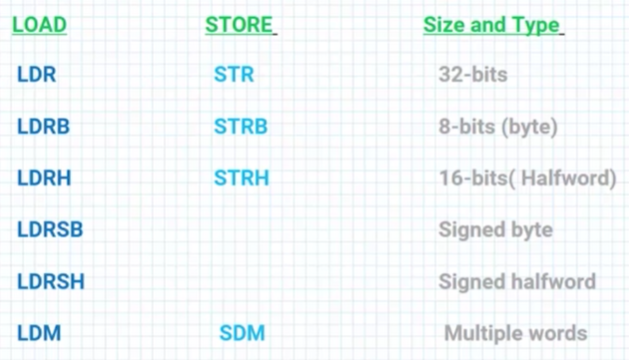 LOAD STORE Size and Type
LDR STR 32-bits
LDRB STRB 8-bits (byte)
LDRH STRH 16-bits( Halfword)
LDRSB Signed byte
LDRSH Signed halfword
LDM SDM Multiple words